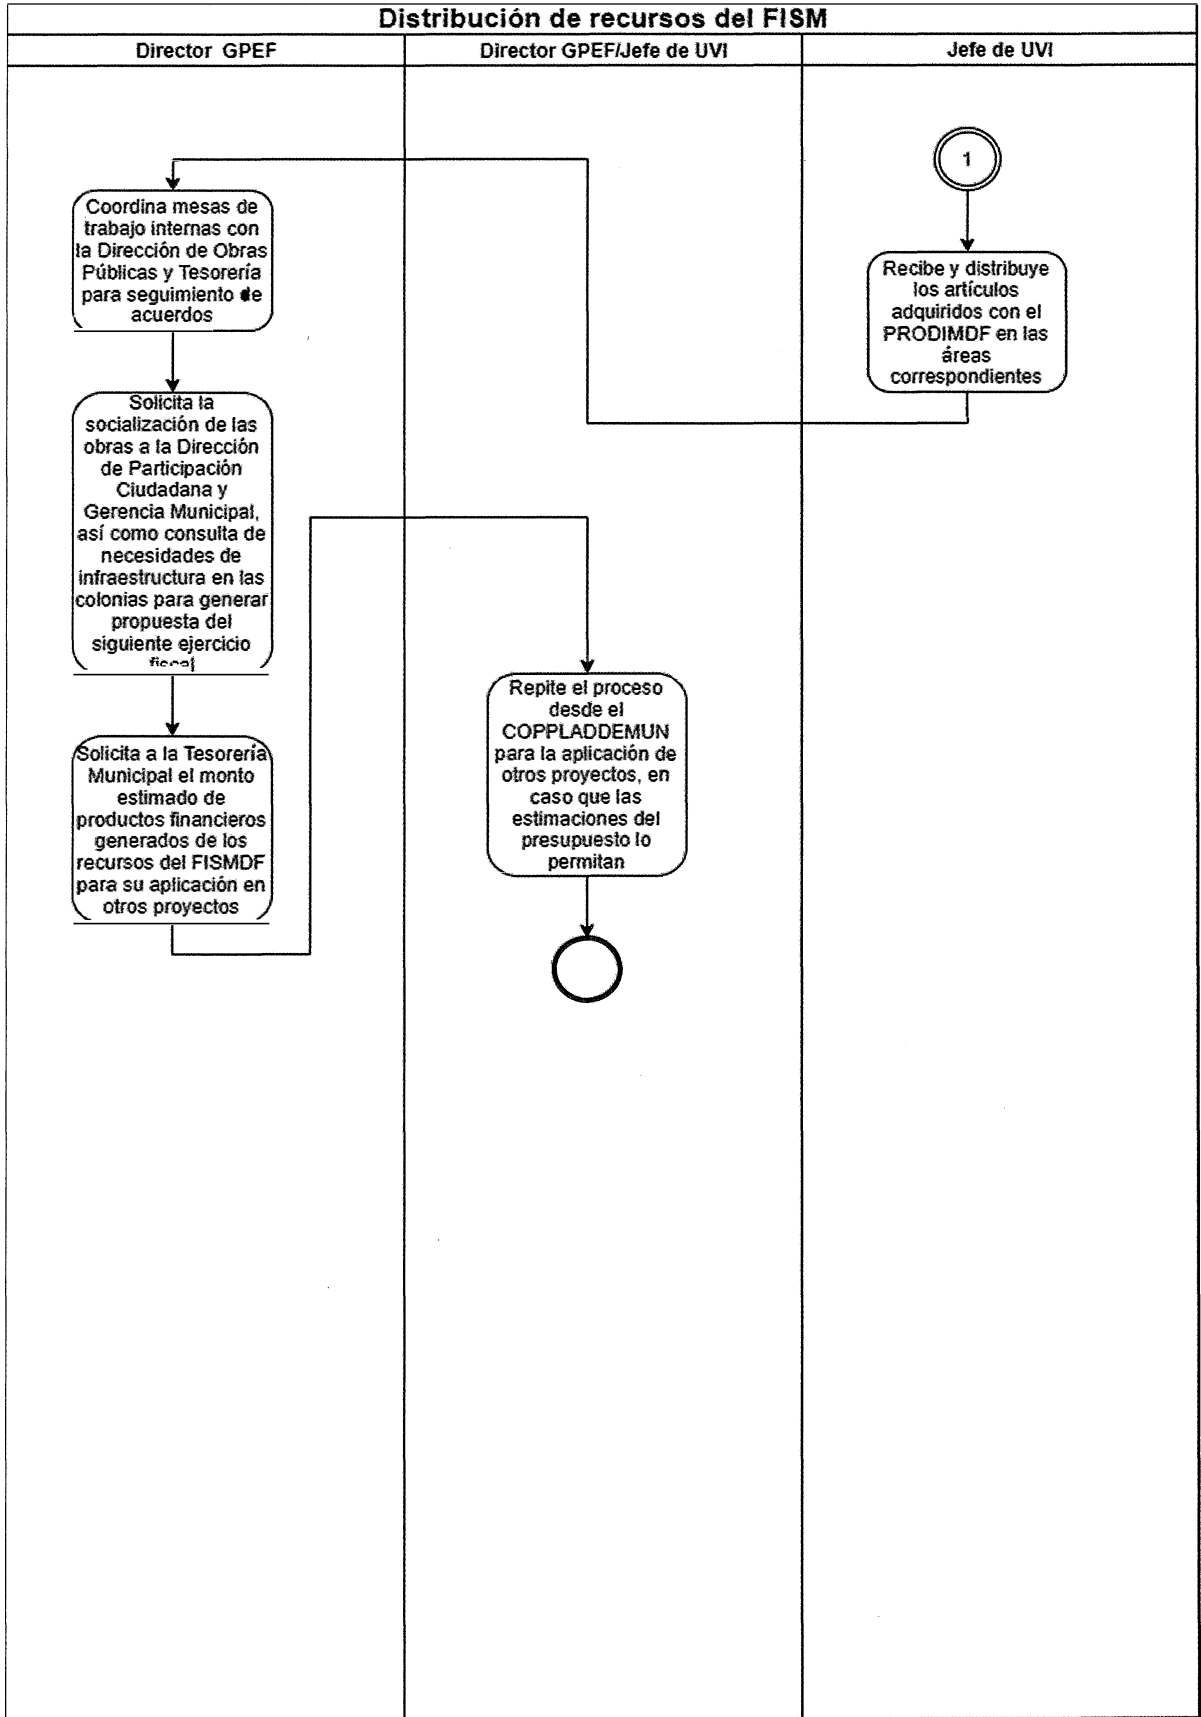 Distribución de recursos del FISM
Director GPEF
Director GPEF/Jefe de UVI
Jefe de UVI
1
Recibe y distribuye
los artículos
adquiridos con el
PRODIMDF en las
áreas
correspondientes
Coordina mesas de
trabajo internas con
la Dirección de Obras
Públicas y Tesorería
para seguimiento de
acuerdos
Solicita la
socialización de las
obras a la Dirección
de Participación
Ciudadana y
Gerencia Municipal,
así como consulta de
necesidades de
infraestructura en las
colonias para generar
propuesta del
siguiente ejercicio
fiscal
Solicita a la Tesorería
Municipal el monto
estimado de
productos financieros
generados de los
recursos del FISMDF
para su aplicación en
otros proyectos
Repite el proceso
desde el
COPPLADDEMUN
para la aplicación de
otros proyectos, en
caso que las
estimaciones del
presupuesto lo
permitan